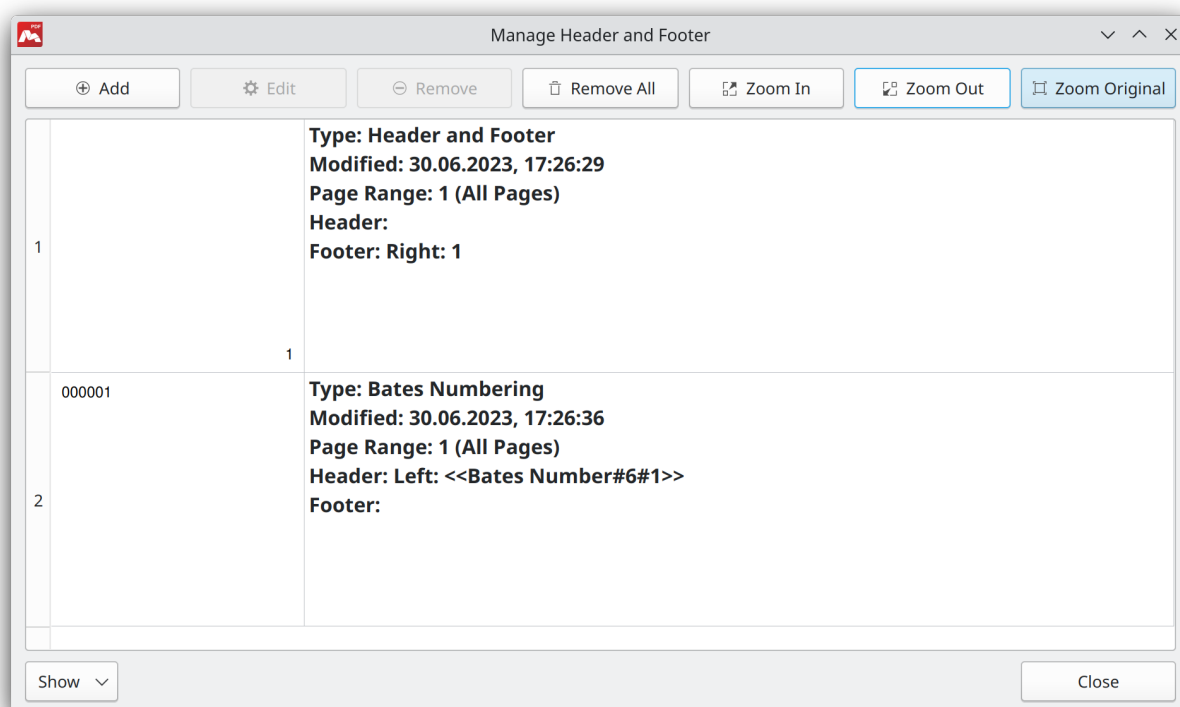 PDF
Manage Header and Footer
Add Edit Remove Remove All Zoom In Zoom Out Zoom Original
1
1
Type: Header and Footer
Modified: 30.06.2023, 17:26:29
Page Range: 1 (All Pages)
Header:
Footer: Right: 1
2
000001
Type: Bates Numbering
Modified: 30.06.2023, 17:26:36
Page Range: 1 (All Pages)
Header: Left: <<Bates Number#6#1>>
Footer:
Show Close